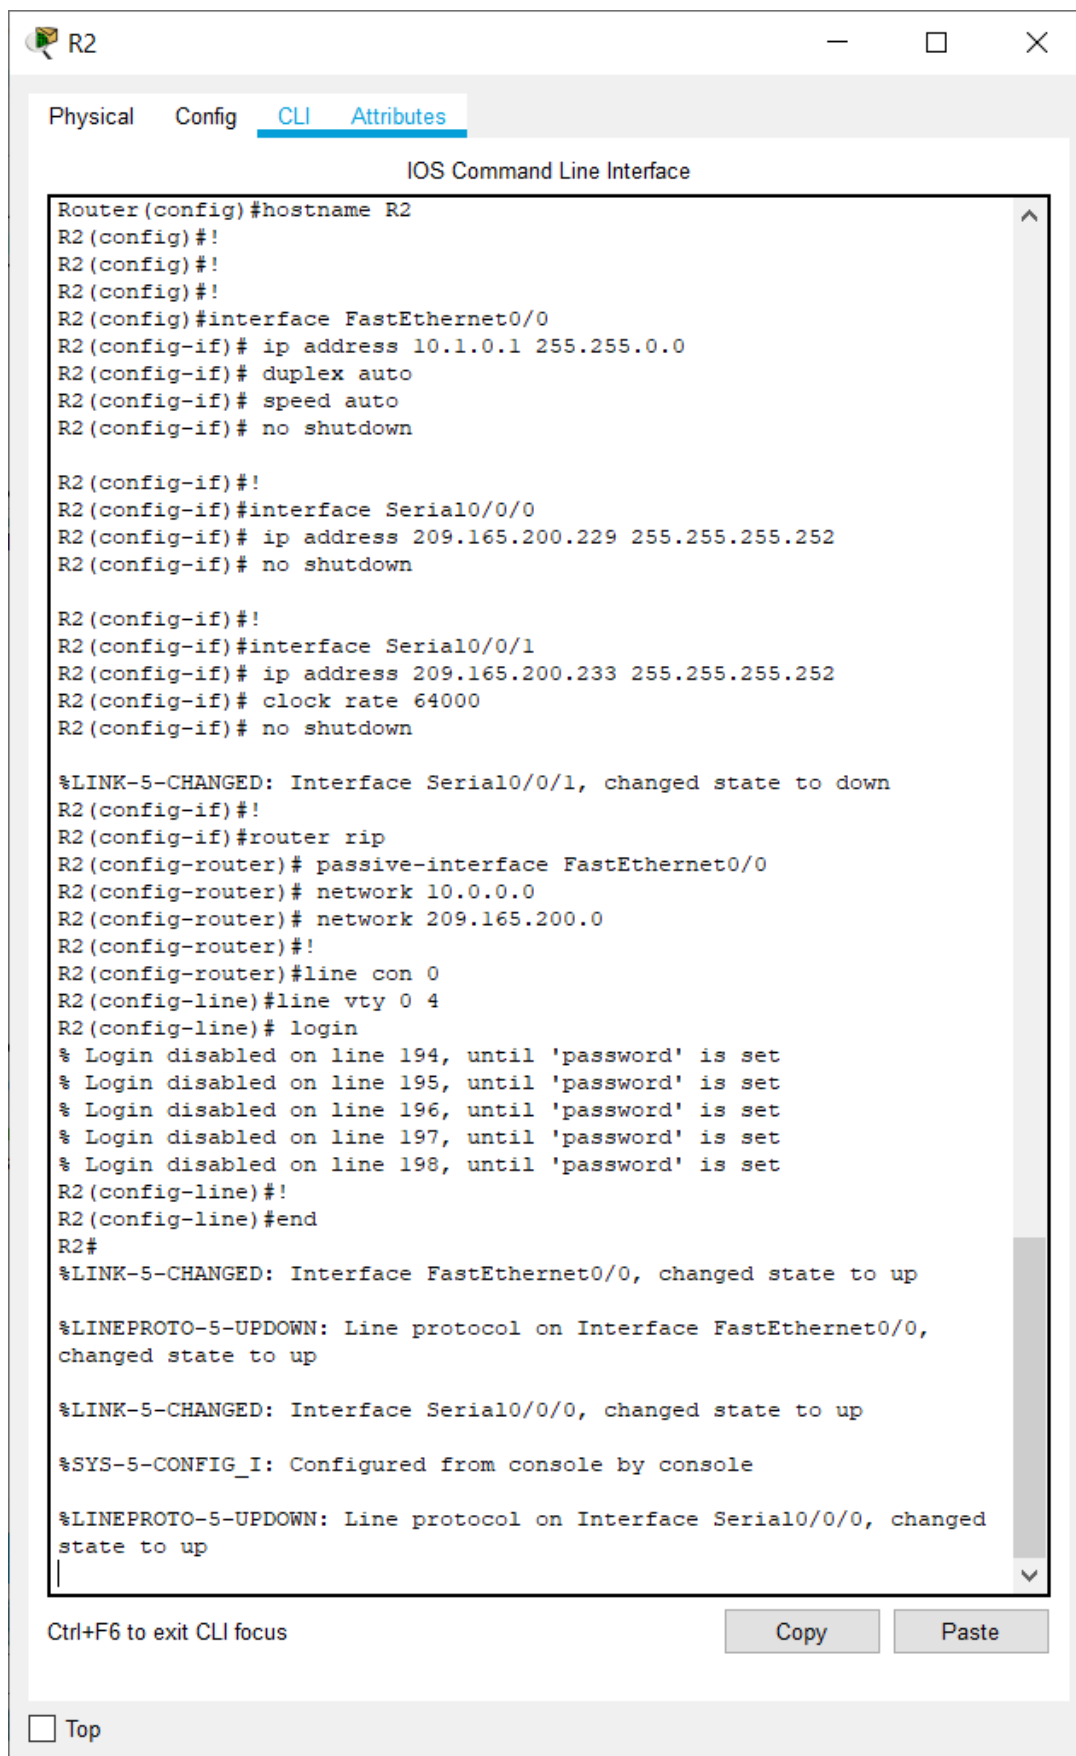 R2
Physical Config CLI Attributes
IOS Command Line Interface
Router(config)#hostname R2
R2(config)#!
R2(config)#!
R2(config)#!
R2(config)#interface FastEthernet0/0
R2(config-if)# ip address 10.1.0.1 255.255.0.0
R2(config-if)# duplex auto
R2(config-if)# speed auto
R2(config-if)# no shutdown
R2(config-if)#!
R2(config-if)#interface Serial0/0/0
R2(config-if)# ip address 209.165.200.229 255.255.255.252
R2(config-if)# no shutdown
R2(config-if)#!
R2(config-if)#interface Serial0/0/1
R2(config-if)# ip address 209.165.200.233 255.255.255.252
R2(config-if)# clock rate 64000
R2(config-if)# no shutdown
%LINK-5-CHANGED: Interface Serial0/0/1, changed state to down
R2(config-if)#!
R2(config-if)#router rip
R2(config-router)# passive-interface FastEthernet0/0
R2(config-router)# network 10.0.0.0
R2(config-router)# network 209.165.200.0
R2(config-router)#!
R2(config-router)#line con 0
R2(config-line)#line vty 0 4
R2(config-line)# login
% Login disabled on line 194, until 'password' is set
% Login disabled on line 195, until 'password' is set
% Login disabled on line 196, until 'password' is set
% Login disabled on line 197, until 'password' is set
% Login disabled on line 198, until 'password' is set
R2(config-line)#!
R2(config-line)#end
R2#
%LINK-5-CHANGED: Interface FastEthernet0/0, changed state to up
%LINEPROTO-5-UPDOWN: Line protocol on Interface FastEthernet0/0,
changed state to up
%LINK-5-CHANGED: Interface Serial0/0/0, changed state to up
%SYS-5-CONFIG_I: Configured from console by console
%LINEPROTO-5-UPDOWN: Line protocol on Interface Serial0/0/0, changed
state to up
Ctrl+F6 to exit CLI focus
Copy Paste
Top